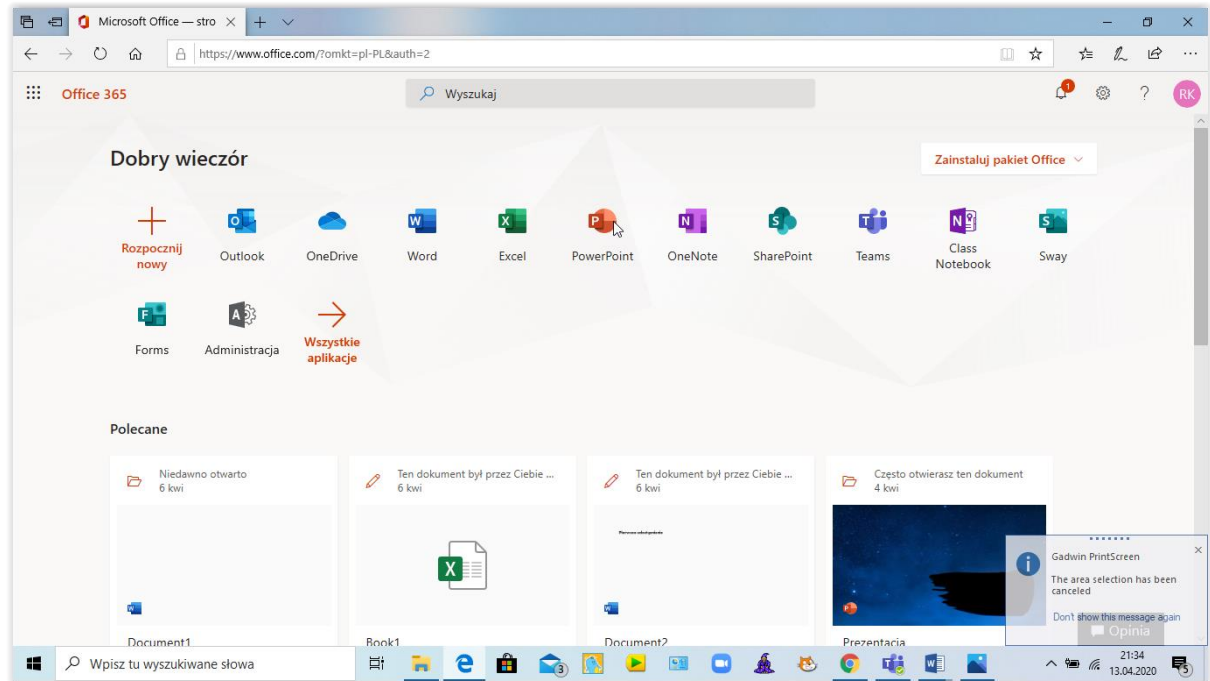 Microsoft Office — stro
https://www.office.com/?omkt=pl-PL&auth=2
Office 365
Wyszukaj
1
RK
Dobry wieczór
Zainstaluj pakiet Office
Rozpocznij
nowy
Outlook
OneDrive
Word
Excel
PowerPoint
OneNote
SharePoint
Teams
Class
Notebook
Sway
Forms
Administracja
Wszystkie
aplikacje
Polecane
Niedawno otwarto
6 kwi
Ten dokument był przez Ciebie ...
6 kwi
Ten dokument był przez Ciebie ...
6 kwi
Często otwierasz ten dokument
4 kwi
Gadwin PrintScreen
The area selection has been
canceled
Don't show this message again
Opinia
Document1
Book1
Document2
Prezentacja
Wpisz tu wyszukiwane słowa
3
21:34
13.04.2020
5